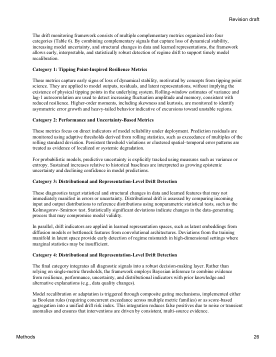 Revision draft
The drift monitoring framework consists of multiple complementary metrics organized into four
categories (Table 6). By combining complementary signals that capture loss of dynamical stability,
increasing model uncertainty, and structural changes in data and learned representations, the framework
allows early, interpretable, and statistically robust detection of regime drift to support timely model
recalibration.
Category 1: Tipping Point-Inspired Resilience Metrics
These metrics capture early signs of loss of dynamical stability, motivated by concepts from tipping point
science. They are applied to model outputs, residuals, and latent representations, without implying the
existence of physical tipping points in the underlying system. Rolling-window estimates of variance and
lag-1 autocorrelation are used to detect increasing fluctuation amplitude and memory, consistent with
reduced resilience. Higher-order moments, including skewness and kurtosis, are monitored to identify
asymmetric error growth and heavy-tailed behavior indicative of excursions toward unstable regimes.
Category 2: Performance and Uncertainty-Based Metrics
These metrics focus on direct indicators of model reliability under deployment. Prediction residuals are
monitored using adaptive thresholds derived from rolling statistics, such as exceedance of multiples of the
rolling standard deviation. Persistent threshold violations or clustered spatial-temporal error patterns are
treated as evidence of localized or systemic degradation.
For probabilistic models, predictive uncertainty is explicitly tracked using measures such as variance or
entropy. Sustained increases relative to historical baselines are interpreted as growing epistemic
uncertainty and declining confidence in model predictions.
Category 3: Distributional and Representation-Level Drift Detection
These diagnostics target statistical and structural changes in data and learned features that may not
immediately manifest in errors or uncertainty. Distributional drift is assessed by comparing incoming
input and output distributions to reference distributions using nonparametric statistical tests, such as the
Kolmogorov–Smirnov test. Statistically significant deviations indicate changes in the data-generating
process that may compromise model validity.
In parallel, drift indicators are applied in learned representation spaces, such as latent embeddings from
diffusion models or bottleneck features from convolutional architectures. Deviations from the training
manifold in latent space provide early detection of regime mismatch in high-dimensional settings where
marginal statistics may be insufficient.
Category 4: Distributional and Representation-Level Drift Detection
The final category integrates all diagnostic signals into a robust decision-making layer. Rather than
relying on single-metric thresholds, the framework employs Bayesian inference to combine evidence
from resilience, performance, uncertainty, and distributional indicators with prior knowledge and
alternative explanations (e.g., data quality changes).
Model recalibration or adaptation is triggered through composite gating mechanisms, implemented either
as Boolean rules (requiring concurrent exceedance across multiple metric families) or as score-based
aggregation into a unified drift risk index. This mitigation reduces false positives due to noise or transient
anomalies and ensures that interventions are driven by consistent, multi-source evidence.
Methods
26